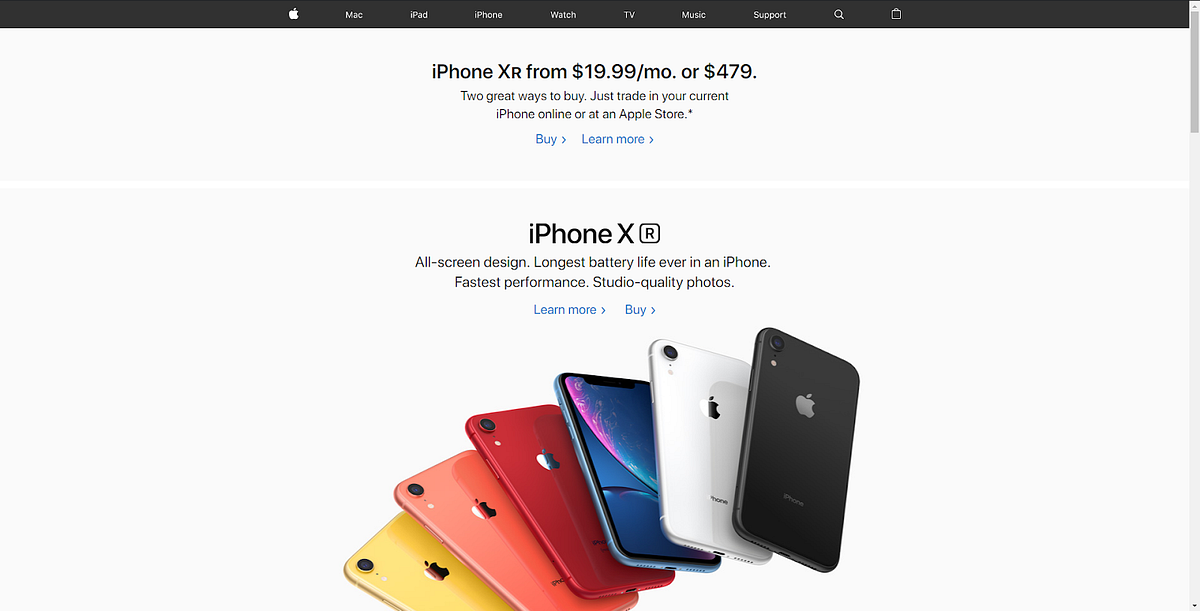 Mac iPad iPhone Watch TV Music Support
iPhone XR from $19.99/mo. or $479.
Two great ways to buy. Just trade in your current
iPhone online or at an Apple Store.*
Buy › Learn more ›
iPhone X R
All-screen design. Longest battery life ever in an iPhone.
Fastest performance. Studio-quality photos.
Learn more › Buy ›
iPhone